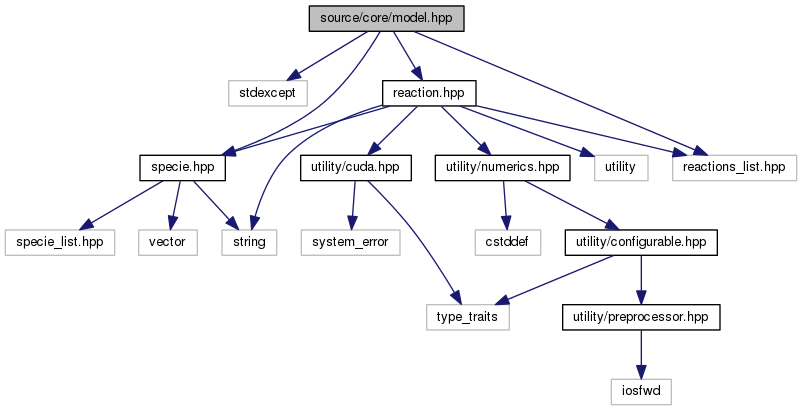 source/core/model.hpp
stdexcept
reaction.hpp
specie.hpp
utility/cuda.hpp
utility/numerics.hpp
utility
reactions_list.hpp
specie_list.hpp
vector
string
system_error
cstddef
utility/configurable.hpp
type_traits
utility/preprocessor.hpp
iosfwd